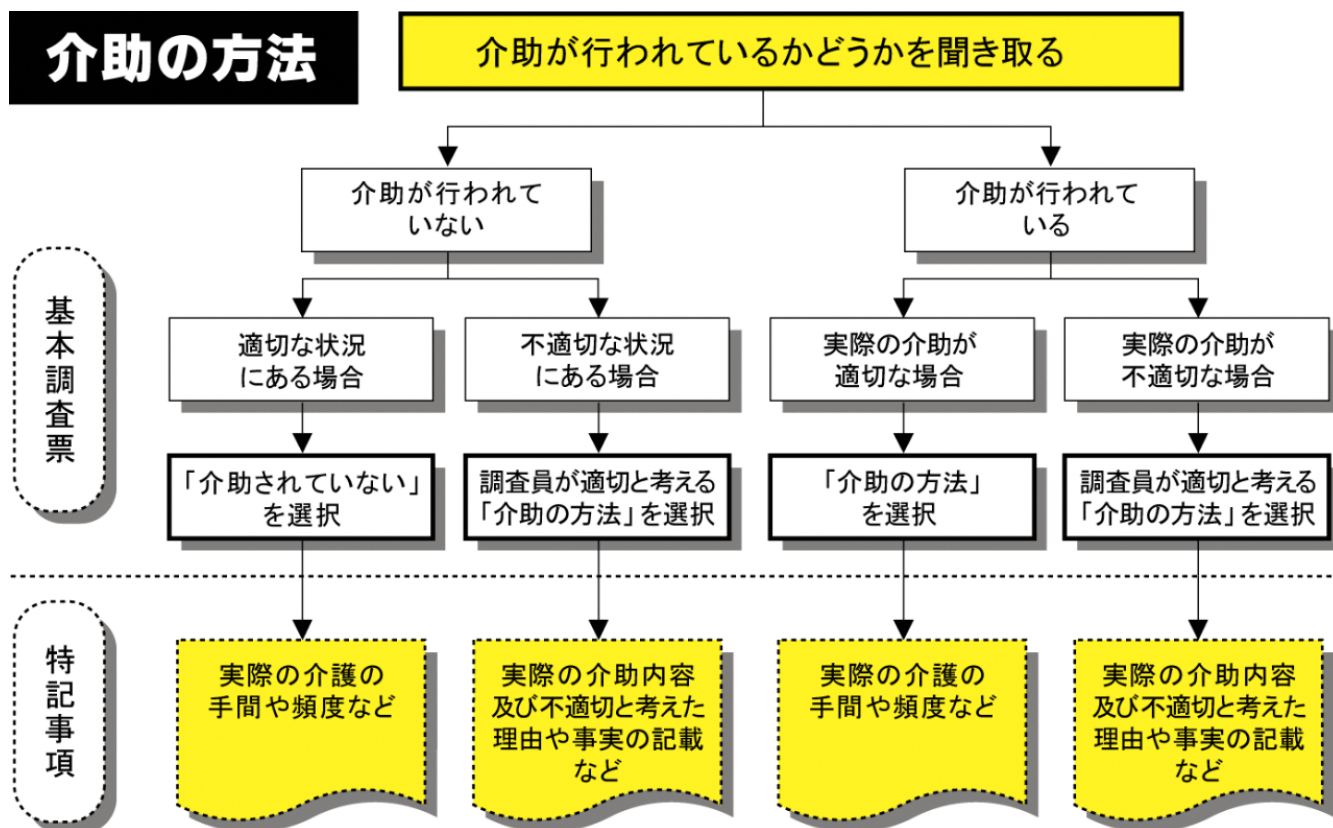 介助の方法
介助が行われているかどうかを聞き取る
介助が行われて
いない
介助が行われて
いる
基本調査票
適切な状況
にある場合
不適切な状況
にある場合
実際の介助が
適切な場合
実際の介助が
不適切な場合
「介助されていない」
を選択
調査員が適切と考える
「介助の方法」を選択
「介助の方法」
を選択
調査員が適切と考える
「介助の方法」を選択
特記事項
実際の介護の
手間や頻度など
実際の介助内容
及び不適切と考えた
理由や事実の記載
など
実際の介護の
手間や頻度など
実際の介助内容
及び不適切と考えた
理由や事実の記載
など